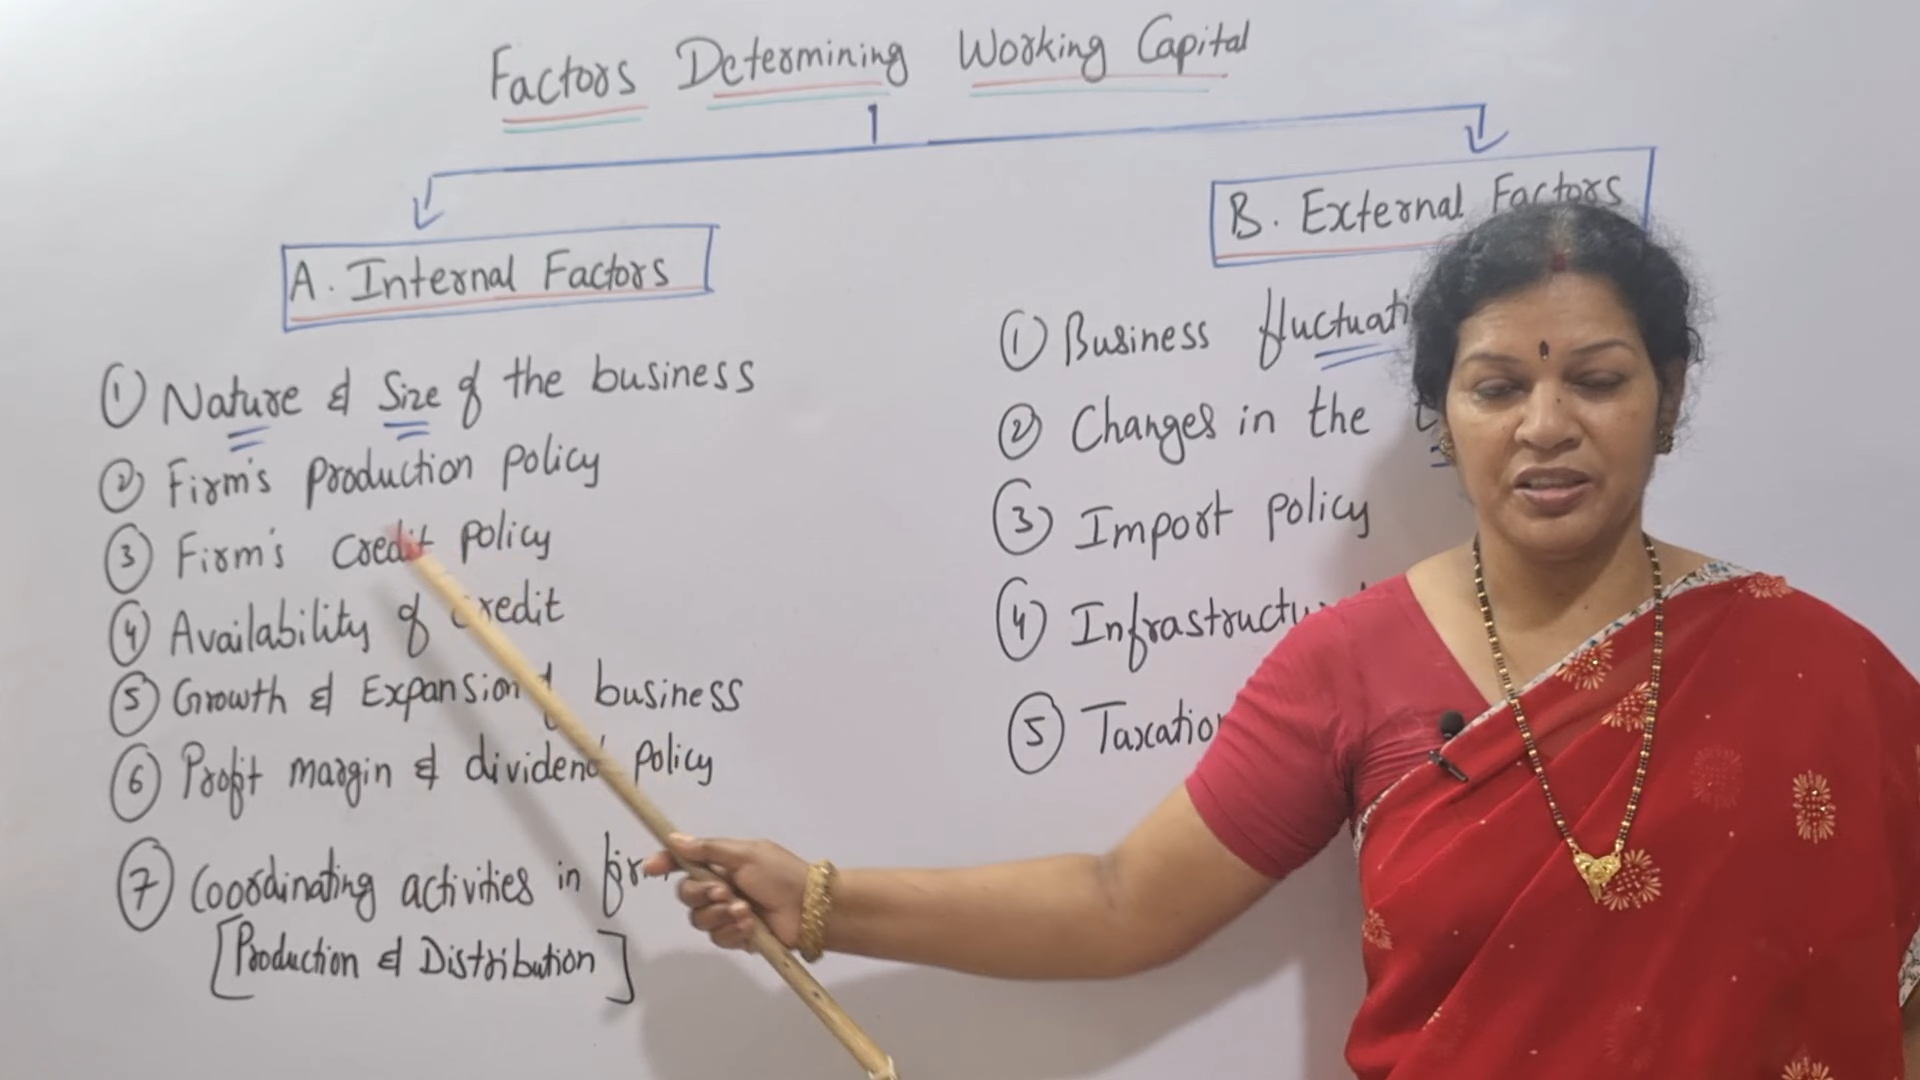 Factors Determining Working Capital
A. Internal Factors
① Nature & Size of the business
② Firm's production policy
③ Firm's credit policy
④ Availability of credit
⑤ Growth & Expansion business
⑥ Profit margin & dividend policy
⑦ Coordinating activities in
[Production & Distribution]
B. External Factors
① Business
② Changes in the
③ Import policy
④
⑤